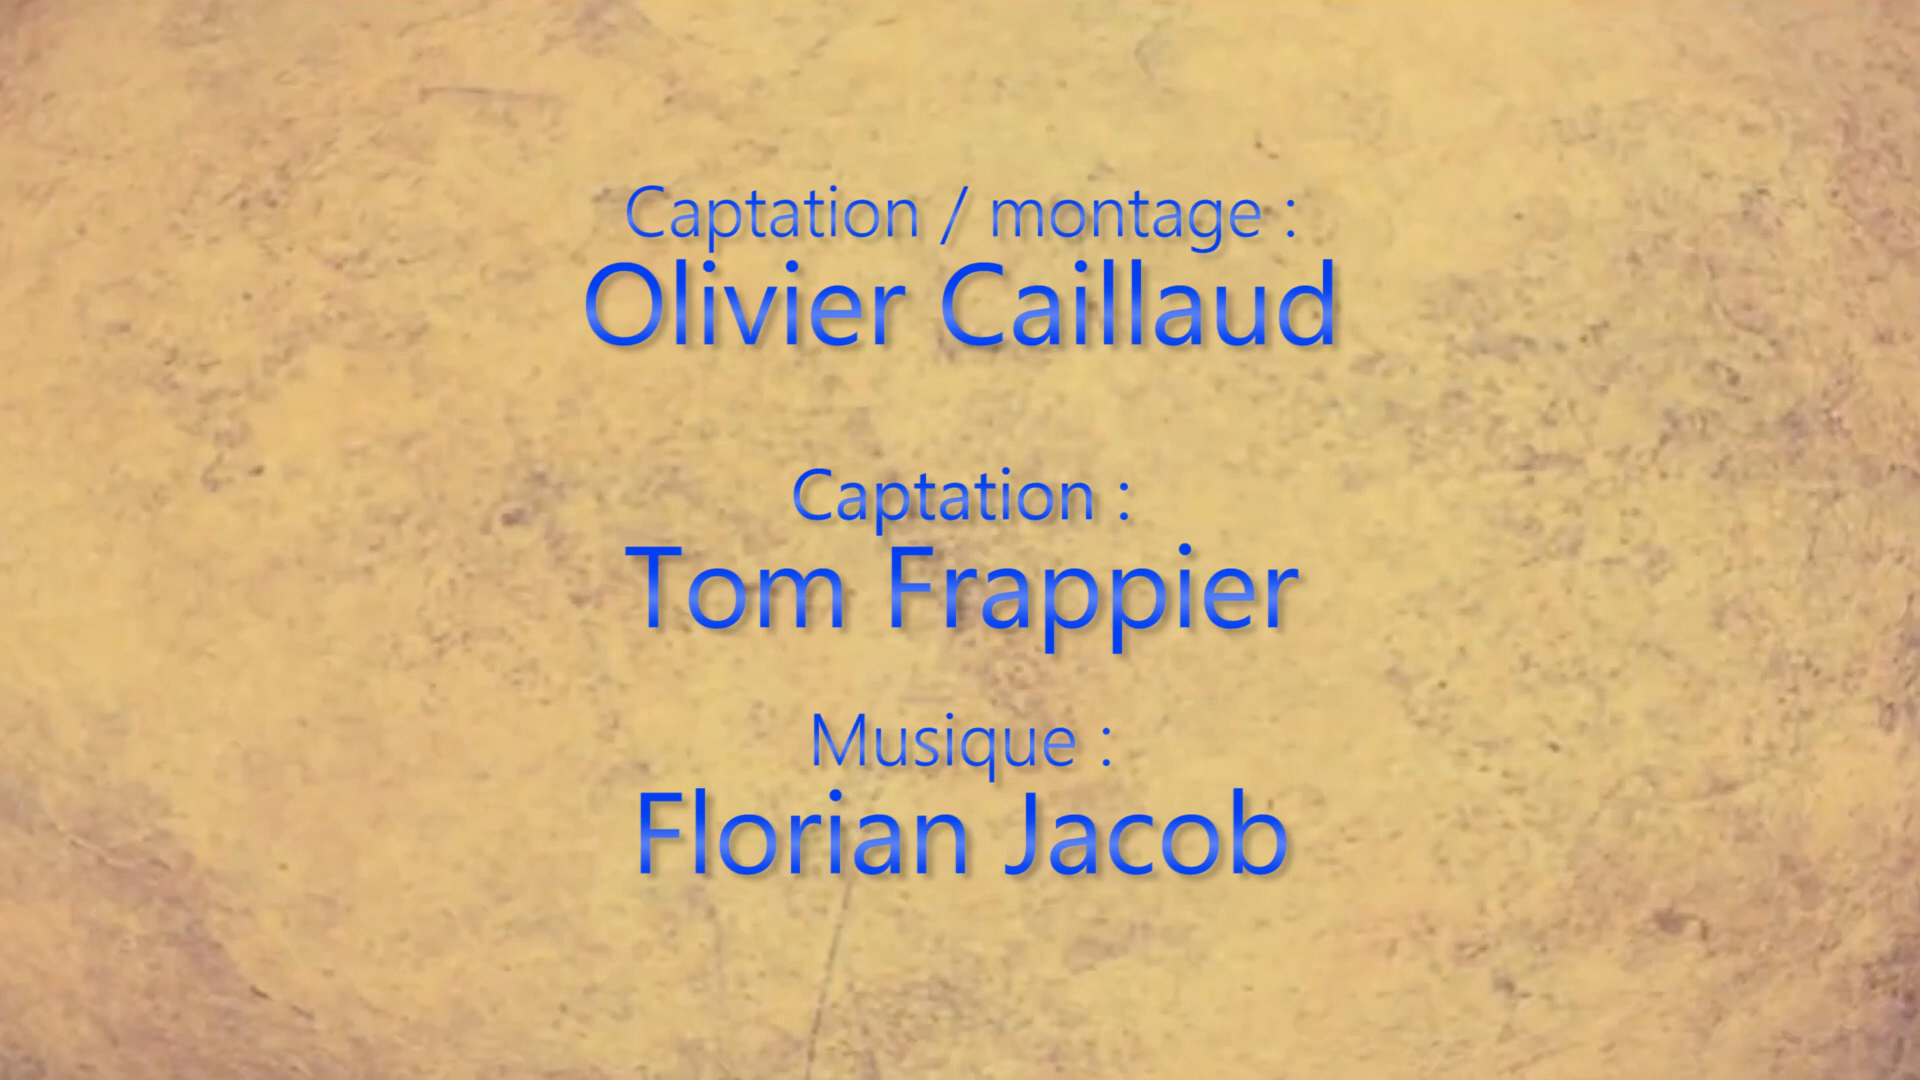 Captation / montage :
Olivier Caillaud
Captation :
Tom Frappier
Musique :
Florian Jacob